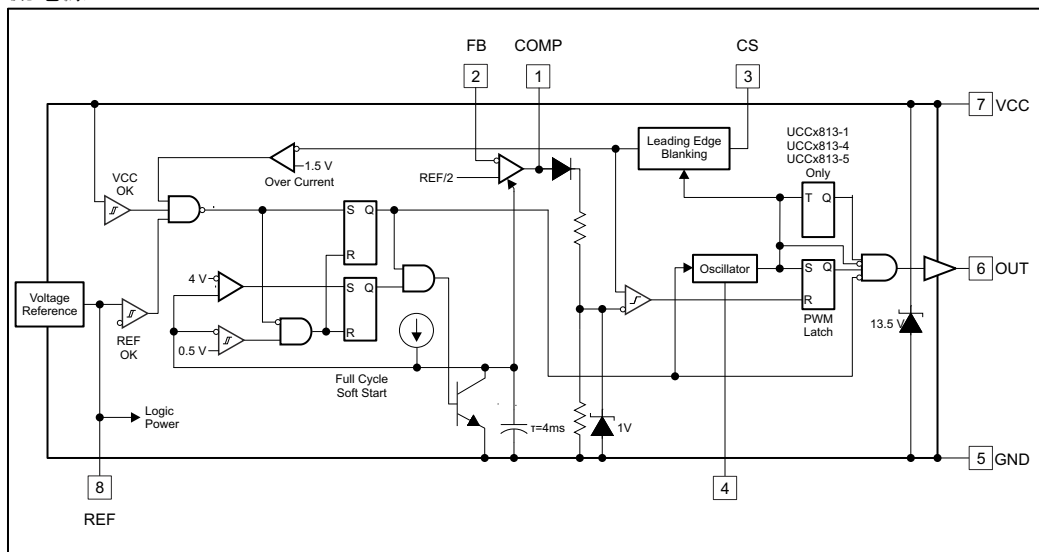 FB
COMP
CS
2
1
3
7
VCC
UCCx813-1
UCCx813-4
UCCx813-5
Only
Leading Edge
Blanking
1.5 V
Over Current
VCC
OK
REF/2
T
Q
S
Q
R
4 V
S
Q
R
Oscillator
S
Q
R
PWM
Latch
6
OUT
Voltage
Reference
REF
OK
0.5 V
13.5 V
Full Cycle
Soft Start
Logic
Power
τ=4ms
1V
5
GND
8
REF
4